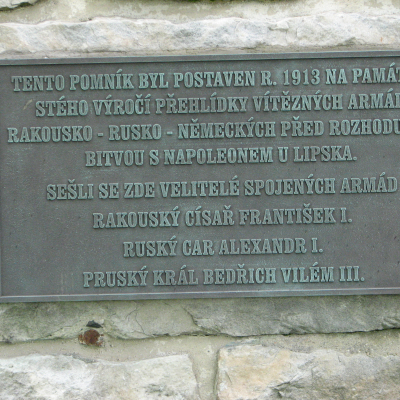 TENTO POMNÍK BYL POSTAVEN R. 1913 NA PAMÁ
STÉHO VÝROČÍ PŘEHLÍDKY VÍTĚZNÝCH ARMÁD
RAKOUSKO - RUSKO - NĚMECKÝCH PŘED ROZHODU
BITVOU S NAPOLEONEM U LIPSKA.
SEŠLI SE ZDE VELITELÉ SPOJENÝCH ARMÁD
RAKOUSKÝ CÍSAŘ FRANTIŠEK I.
RUSKÝ CAR ALEXANDR I.
PRUSKÝ KRÁL BEDŘICH VILÉM III.